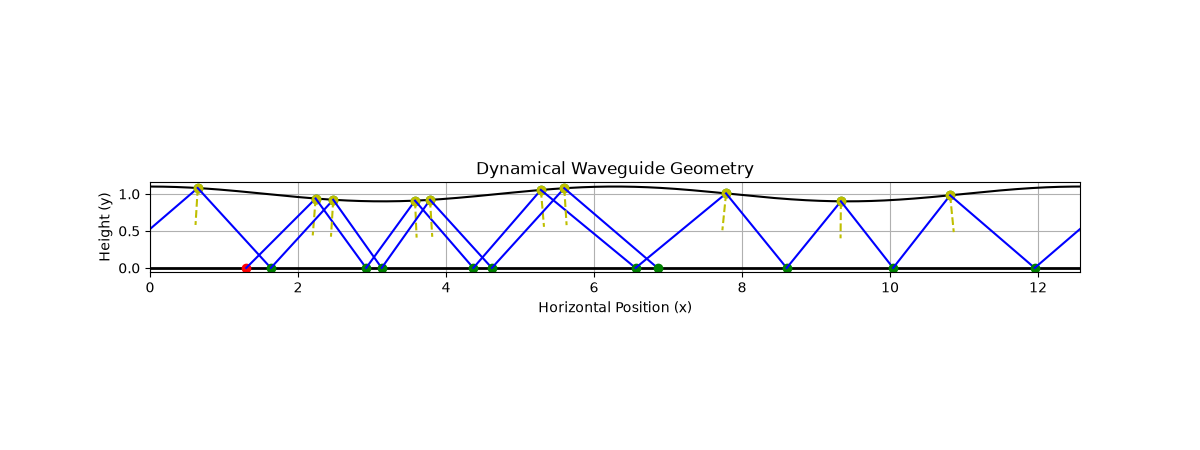 Dynamical Waveguide Geometry
Height (y)
1.0
0.5
0.0
0 2 4 6 8 10 12
Horizontal Position (x)